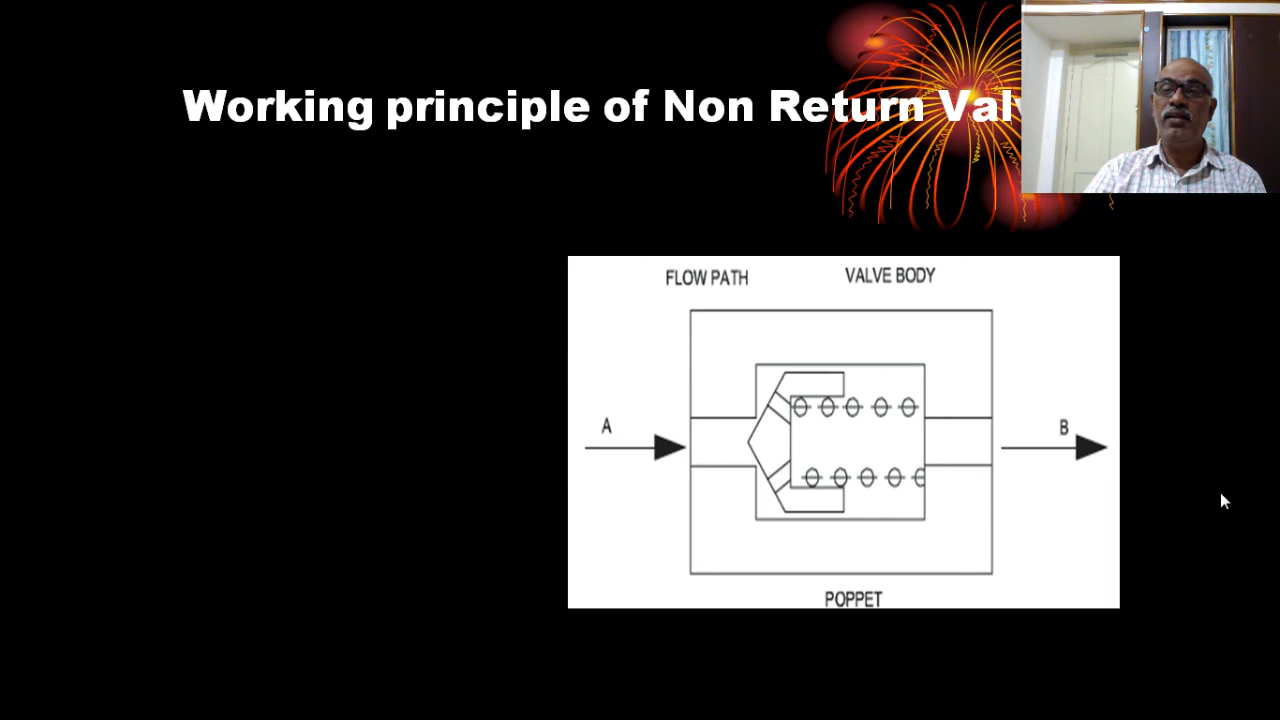 Working principle of Non Return Val
FLOW PATH
VALVE BODY
A
B
POPPET